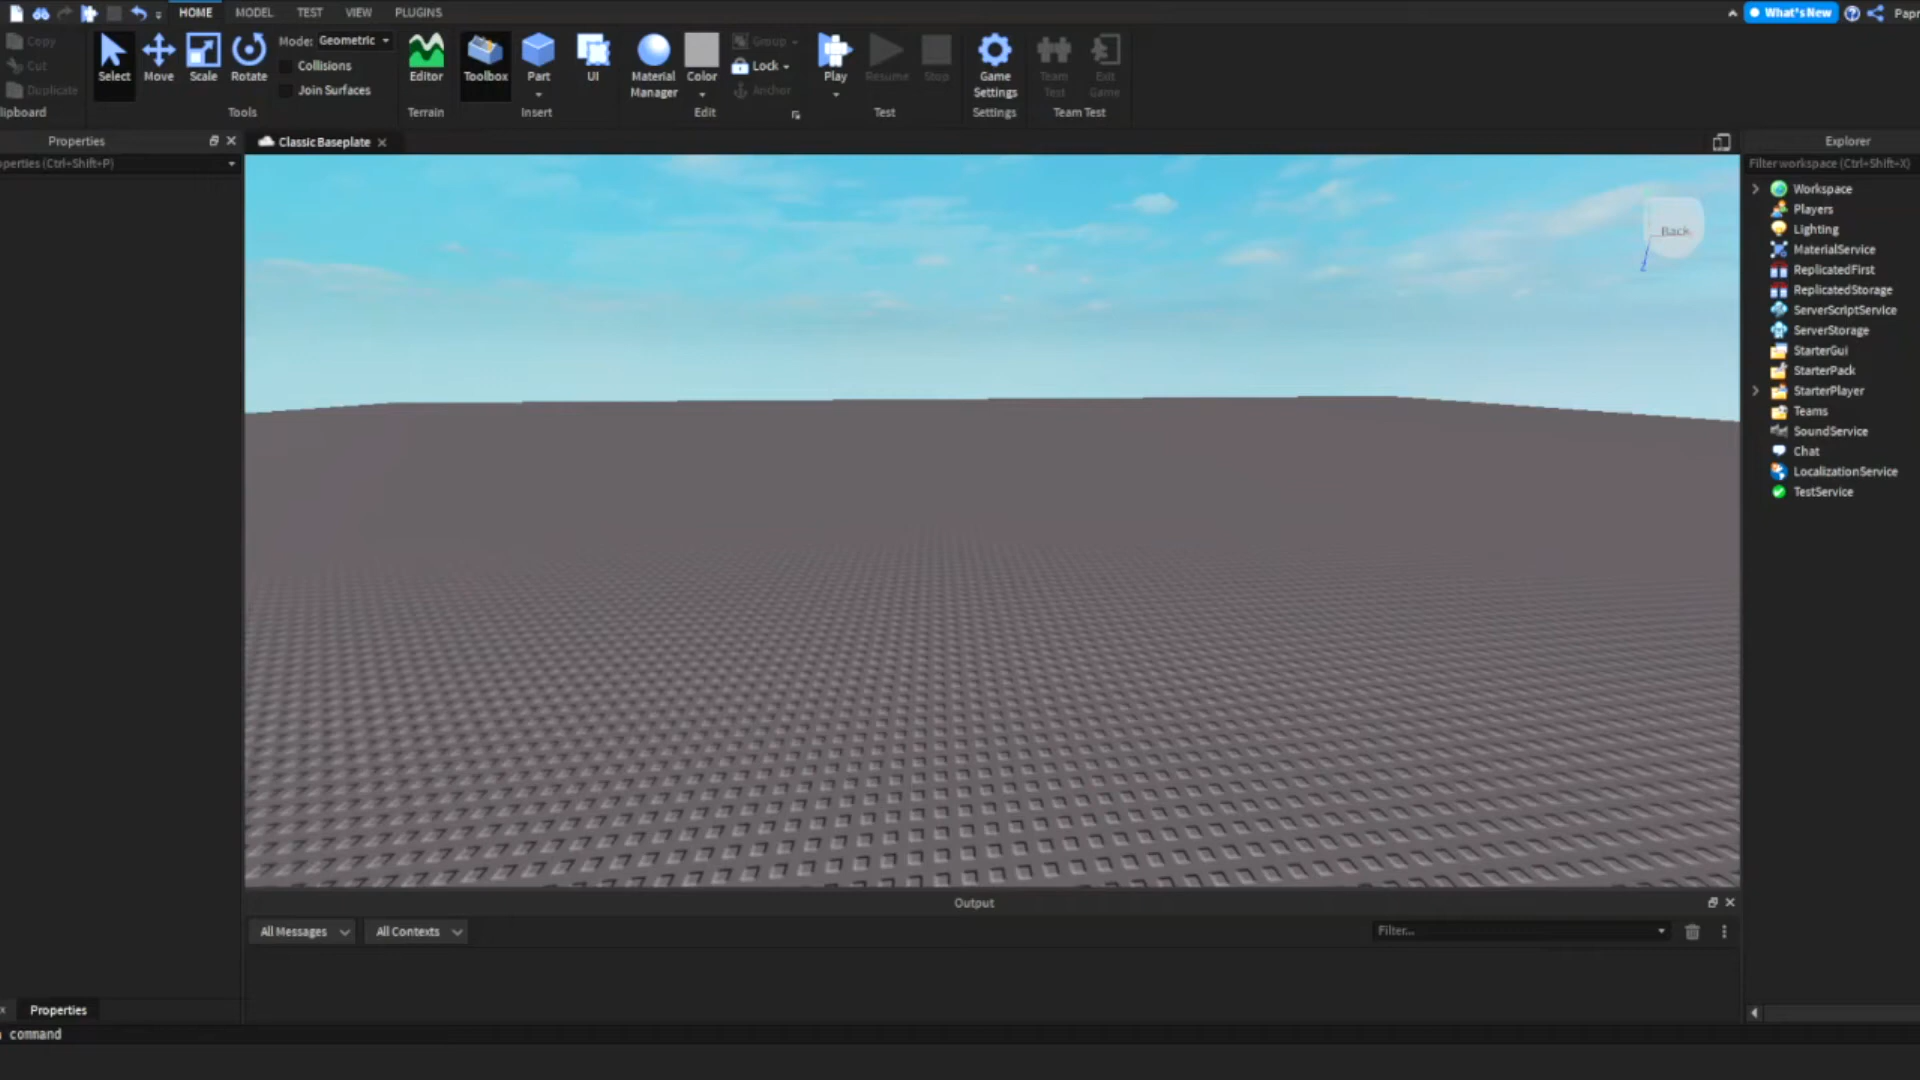 HOME MODEL TEST VIEW PLUGINS
What's New
Copy
Cut
Duplicate
lipboard
Select
Move
Scale
Rotate
Mode: Geometric
Collisions
Join Surfaces
Tools
Editor
Terrain
Toolbox
Part
UI
Insert
Material
Manager
Color
Group
Lock
Anchor
Edit
Play
Resume
Stop
Test
Game
Settings
Settings
Team
Test
Exit
Game
Team Test
Properties
operties (Ctrl+Shift+P)
Classic Baseplate
Back
Z
Explorer
Filter workspace (Ctrl+Shift+X)
Workspace
Players
Lighting
MaterialService
ReplicatedFirst
ReplicatedStorage
ServerScriptService
ServerStorage
StarterGui
StarterPack
StarterPlayer
Teams
SoundService
Chat
LocalizationService
TestService
Output
All Messages
All Contexts
Filter...
Properties
command